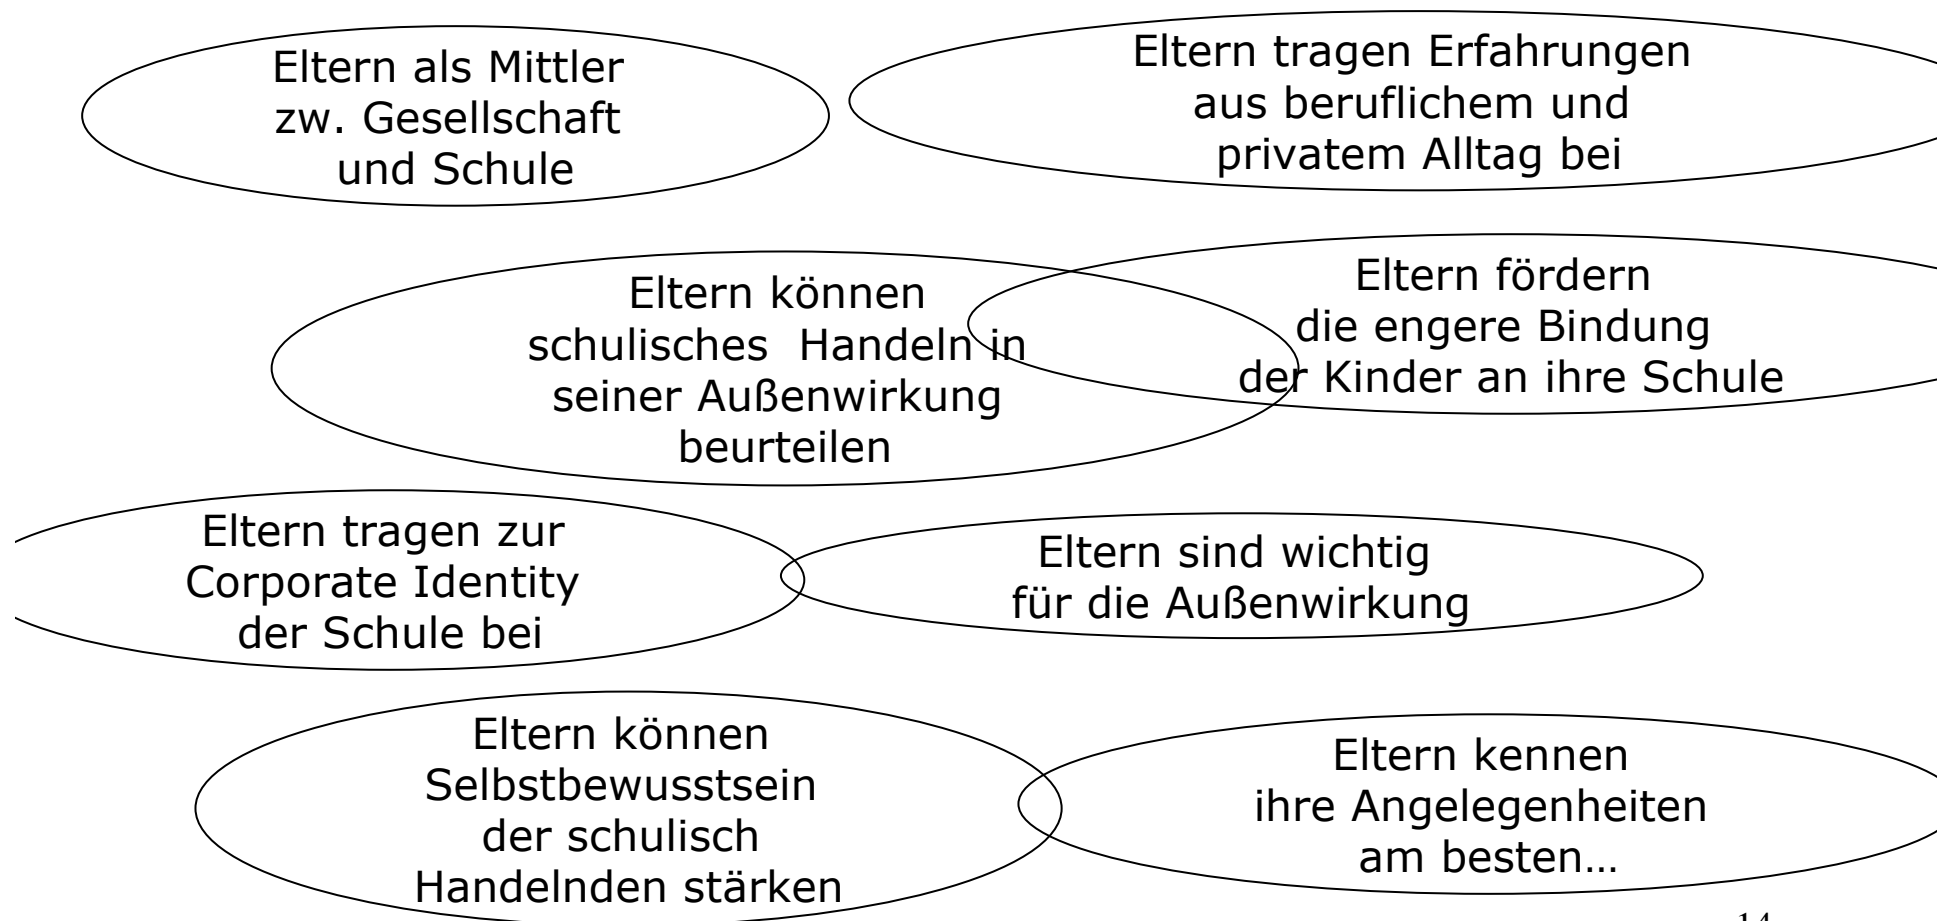 Eltern als Mittler
zw. Gesellschaft
und Schule
Eltern tragen Erfahrungen
aus beruflichem und
privatem Alltag bei
Eltern können
schulisches  Handeln in
seiner Außenwirkung
beurteilen
Eltern fördern
die engere Bindung
der Kinder an ihre Schule
Eltern tragen zur
Corporate Identity
der Schule bei
Eltern sind wichtig
für die Außenwirkung
Eltern können
Selbstbewusstsein
der schulisch
Handelnden stärken
Eltern kennen
ihre Angelegenheiten
am besten…
14